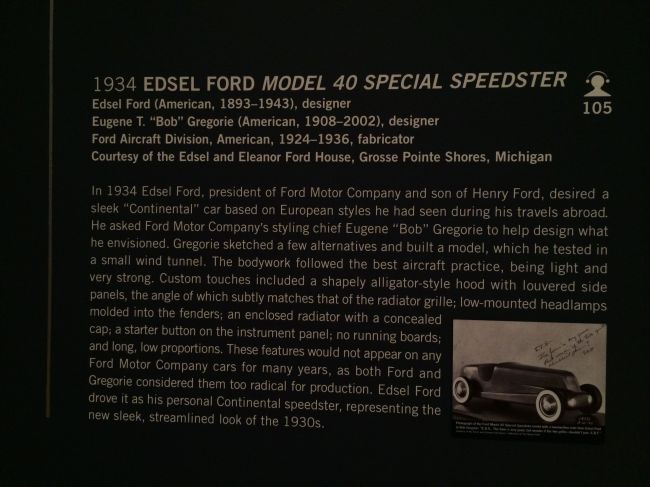 1934 EDSEL FORD MODEL 40 SPECIAL SPEEDSTER
105
Edsel Ford (American, 1893–1943), designer
Eugene T. “Bob” Gregorie (American, 1908–2002), designer
Ford Aircraft Division, American, 1924–1936, fabricator
Courtesy of the Edsel and Eleanor Ford House, Grosse Pointe Shores, Michigan
In 1934 Edsel Ford, president of Ford Motor Company and son of Henry Ford, desired a
sleek “Continental” car based on European styles he had seen during his travels abroad.
He asked Ford Motor Company’s styling chief Eugene “Bob” Gregorie to help design what
he envisioned. Gregorie sketched a few alternatives and built a model, which he tested in
a small wind tunnel. The bodywork followed the best aircraft practice, being light and
very strong. Custom touches included a shapely alligator-style hood with louvered side
panels, the angle of which subtly matches that of the radiator grille; low-mounted headlamps
molded into the fenders; an enclosed radiator with a concealed
cap; a starter button on the instrument panel; no running boards;
and long, low proportions. These features would not appear on any
Ford Motor Company cars for many years, as both Ford and
Gregorie considered them too radical for production. Edsel Ford
drove it as his personal Continental speedster, representing the
new sleek, streamlined look of the 1930s.